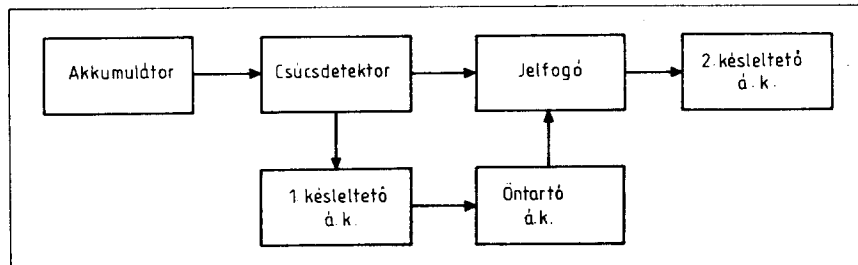 Akkumulátor
Csúcsdetektor
Jelfogó
2. késleltető
á. k.
1. késleltető
á. k.
Öntartó
á.k.